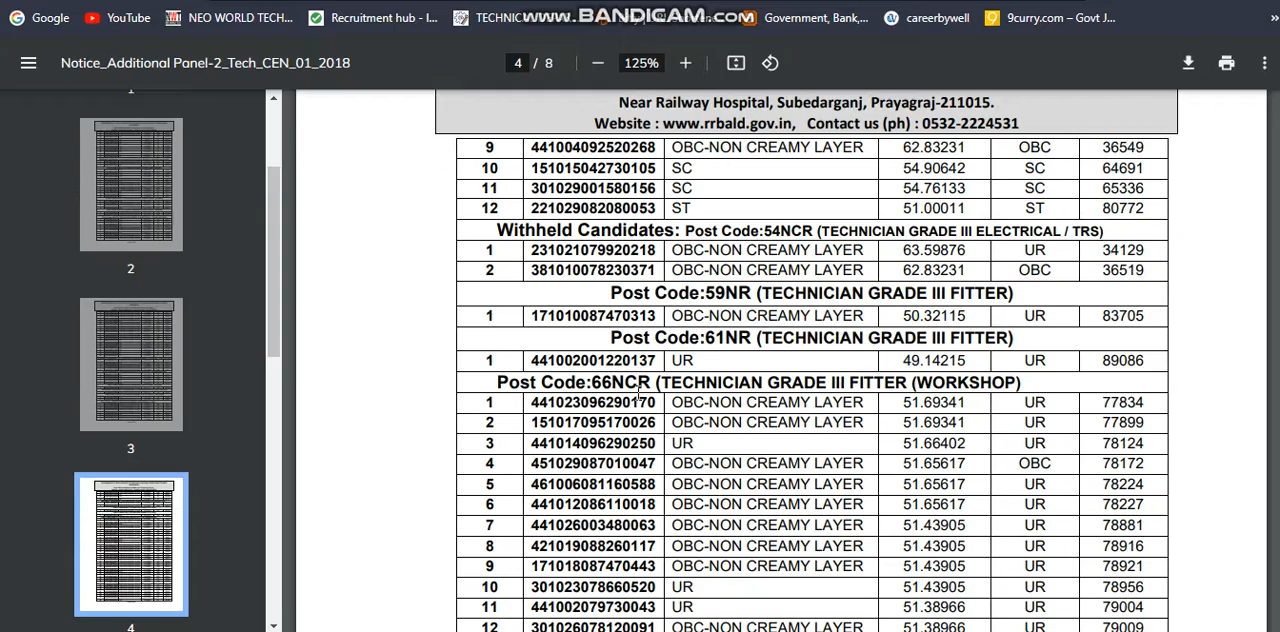 Google YouTube NEO WORLD TECH... Recruitment hub - I... TECHNIC www.BANDICAM.com Government, Bank,... careerbywell 9curry.com – Govt J... »
Notice_Additional Panel-2_Tech_CEN_01_2018 4 / 8 − 125% +
Near Railway Hospital, Subedarganj, Prayagraj-211015.
Website : www.rrbald.gov.in, Contact us (ph) : 0532-2224531
9 441004092520268 OBC-NON CREAMY LAYER 62.83231 OBC 36549
10 151015042730105 SC 54.90642 SC 64691
11 301029001580156 SC 54.76133 SC 65336
12 221029082080053 ST 51.00011 ST 80772
Withheld Candidates: Post Code:54NCR (TECHNICIAN GRADE III ELECTRICAL / TRS)
1 231021079920218 OBC-NON CREAMY LAYER 63.59876 UR 34129
2 381010078230371 OBC-NON CREAMY LAYER 62.83231 OBC 36519
Post Code:59NR (TECHNICIAN GRADE III FITTER)
1 171010087470313 OBC-NON CREAMY LAYER 50.32115 UR 83705
Post Code:61NR (TECHNICIAN GRADE III FITTER)
1 441002001220137 UR 49.14215 UR 89086
Post Code:66NCR (TECHNICIAN GRADE III FITTER (WORKSHOP)
1 441023096290170 OBC-NON CREAMY LAYER 51.69341 UR 77834
2 151017095170026 OBC-NON CREAMY LAYER 51.69341 UR 77899
3 441014096290250 UR 51.66402 UR 78124
4 451029087010047 OBC-NON CREAMY LAYER 51.65617 OBC 78172
5 461006081160588 OBC-NON CREAMY LAYER 51.65617 UR 78224
6 441012086110018 OBC-NON CREAMY LAYER 51.65617 UR 78227
7 441026003480063 OBC-NON CREAMY LAYER 51.43905 UR 78881
8 421019088260117 OBC-NON CREAMY LAYER 51.43905 UR 78916
9 171018087470443 OBC-NON CREAMY LAYER 51.43905 UR 78921
10 301023078660520 UR 51.43905 UR 78956
11 441002079730043 UR 51.38966 UR 79004
12 301026078120091 UR 51.38966 UR 79009
1
2
3
4